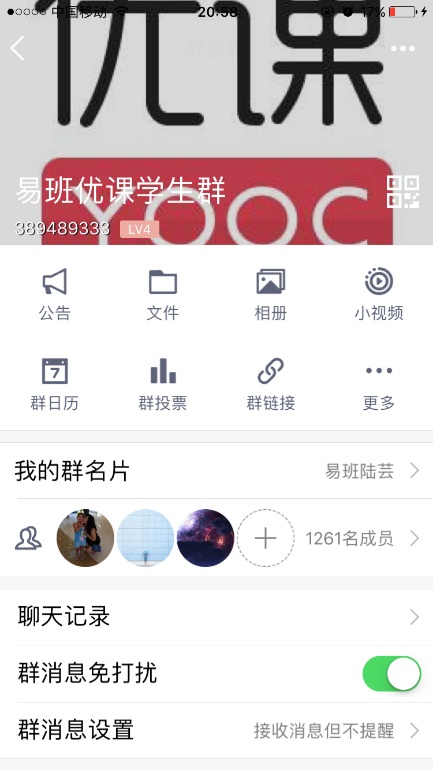 中国移动 20:58 17%
优课
易班优课学生群
YOOC
389489333 LV4
公告 文件 相册 小视频
7
群日历 群投票 群链接 更多
我的群名片 易班陆芸
1261名成员
聊天记录
群消息免打扰
群消息设置 接收消息但不提醒